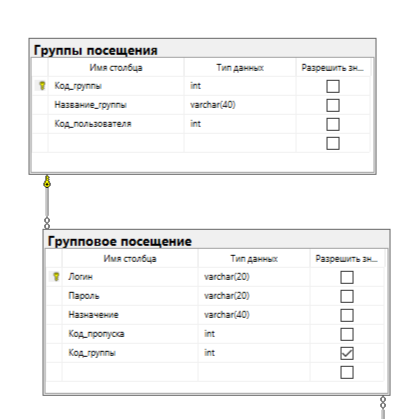 Группы посещения
Имя столбца Тип данных Разрешить зн...
Код_группы int
Название_группы varchar(40)
Код_пользователя int
Групповое посещение
Имя столбца Тип данных Разрешить зн...
Логин varchar(20)
Пароль varchar(20)
Назначение varchar(40)
Код_пропуска int
Код_группы int